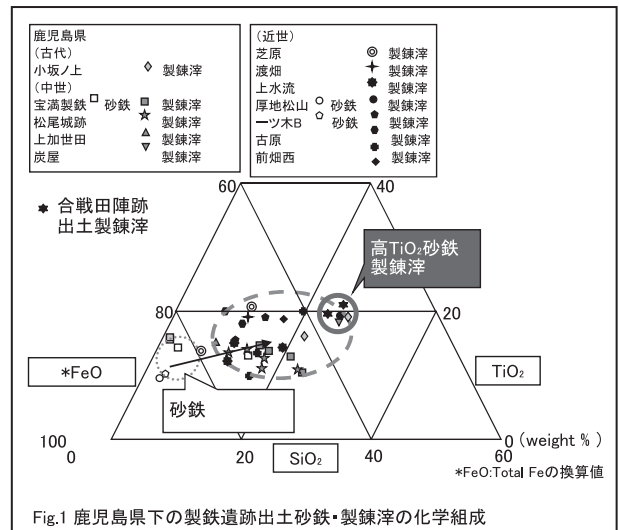 鹿児島県
(古代)
小坂ノ上 製錬滓
(中世)
宝満製鉄 砂鉄 製錬滓
松尾城跡 製錬滓
上加世田 製錬滓
炭屋 製錬滓
(近世)
芝原 製錬滓
渡畑 製錬滓
上水流 製錬滓
厚地松山 砂鉄 製錬滓
一ツ木B 砂鉄 製錬滓
古原 製錬滓
前畑西 製錬滓
60
40
合戦田陣跡
出土製錬滓
高TiO₂砂鉄
製錬滓
80
20
*FeO
TiO₂
砂鉄
100
0 (weight %)
0
20
SiO₂
40
60
*FeO:Total Feの換算値
Fig.1 鹿児島県下の製鉄遺跡出土砂鉄・製錬滓の化学組成